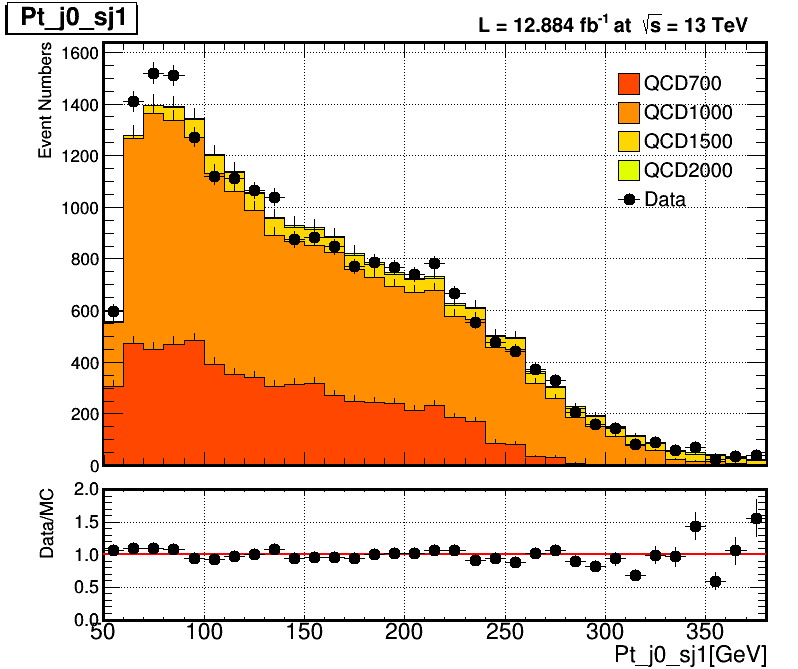 Pt_j0_sj1
L = 12.884 fb-1 at √s = 13 TeV
Event Numbers
1600
1400
1200
1000
800
600
400
200
0
QCD700
QCD1000
QCD1500
QCD2000
Data
Data/MC
2.0
1.5
1.0
0.5
0.0
50 100 150 200 250 300 350
Pt_j0_sj1[GeV]